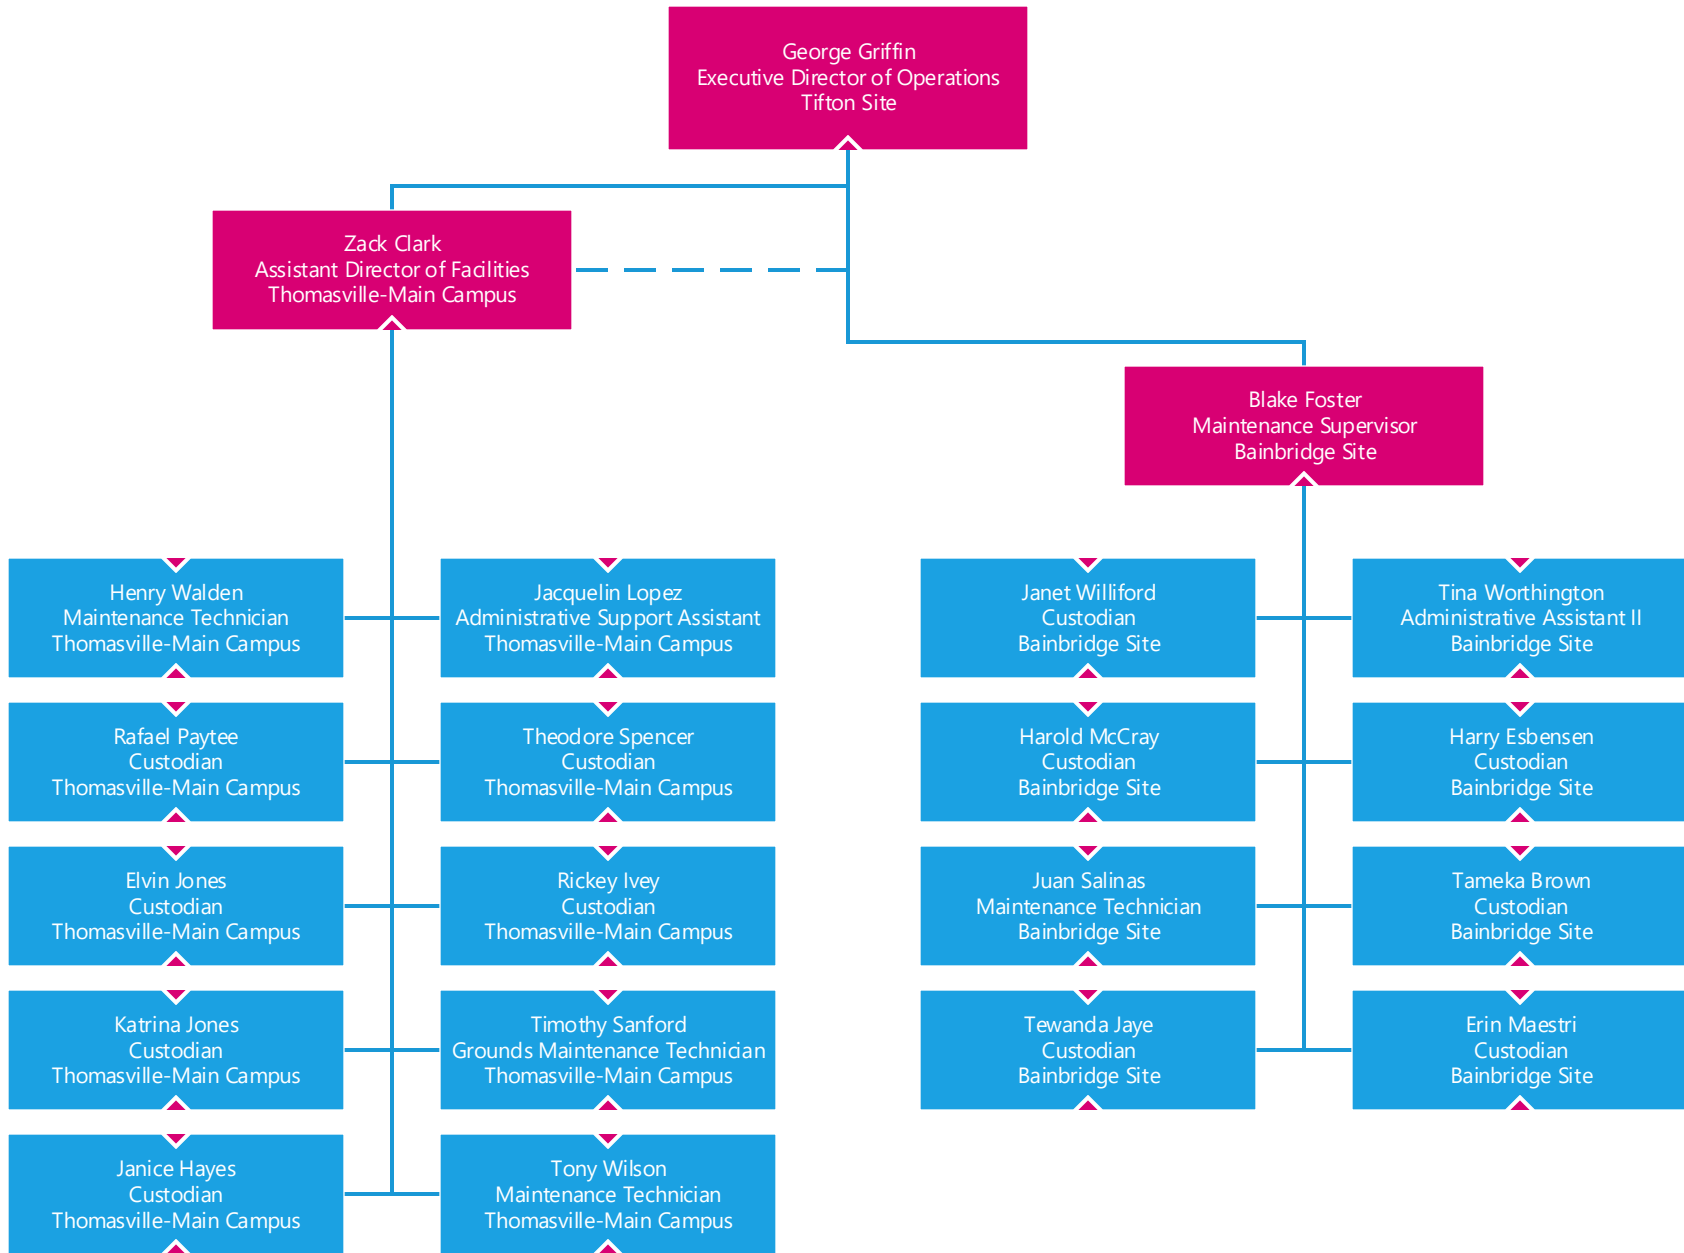 George Griffin
Executive Director of Operations
Tifton Site
Zack Clark
Assistant Director of Facilities
Thomasville-Main Campus
Blake Foster
Maintenance Supervisor
Bainbridge Site
Henry Walden
Maintenance Technician
Thomasville-Main Campus
Jacquelin Lopez
Administrative Support Assistant
Thomasville-Main Campus
Janet Williford
Custodian
Bainbridge Site
Tina Worthington
Administrative Assistant II
Bainbridge Site
Rafael Paytee
Custodian
Thomasville-Main Campus
Theodore Spencer
Custodian
Thomasville-Main Campus
Harold McCray
Custodian
Bainbridge Site
Harry Esbensen
Custodian
Bainbridge Site
Elvin Jones
Custodian
Thomasville-Main Campus
Rickey Ivey
Custodian
Thomasville-Main Campus
Juan Salinas
Maintenance Technician
Bainbridge Site
Tameka Brown
Custodian
Bainbridge Site
Katrina Jones
Custodian
Thomasville-Main Campus
Timothy Sanford
Grounds Maintenance Technician
Thomasville-Main Campus
Tewanda Jaye
Custodian
Bainbridge Site
Erin Maestri
Custodian
Bainbridge Site
Janice Hayes
Custodian
Thomasville-Main Campus
Tony Wilson
Maintenance Technician
Thomasville-Main Campus